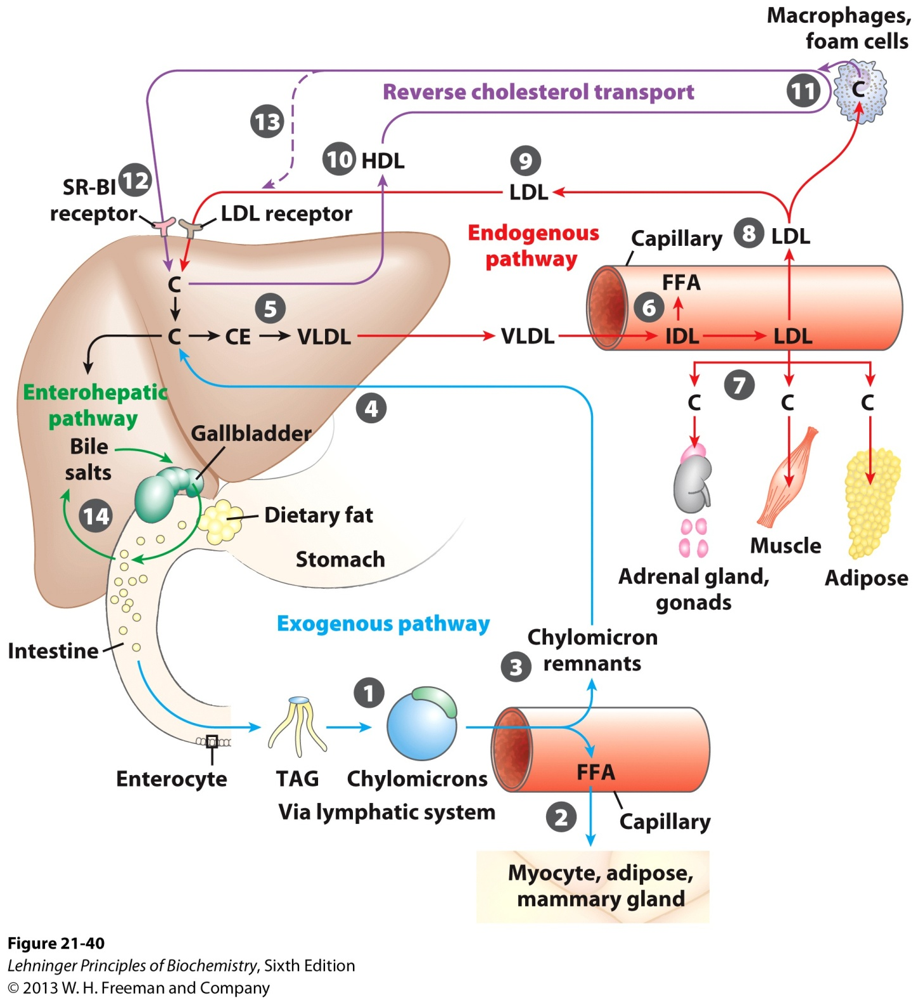 Macrophages,
foam cells
C
11
Reverse cholesterol transport
13
10 HDL
9
LDL
SR-BI 12
receptor
LDL receptor
Endogenous
pathway
Capillary
8 LDL
C
FFA
5
6
C CE VLDL
VLDL
IDL LDL
Enterohepatic
pathway
4
7
C C C
Gallbladder
Bile
salts
14
Dietary fat
Stomach
Muscle
Adrenal gland,
gonads
Adipose
Exogenous pathway
Chylomicron
remnants
3
Intestine
1
Enterocyte
TAG
Chylomicrons
FFA
Via lymphatic system
2
Capillary
Myocyte, adipose,
mammary gland
Figure 21-40
Lehninger Principles of Biochemistry, Sixth Edition
© 2013 W. H. Freeman and Company